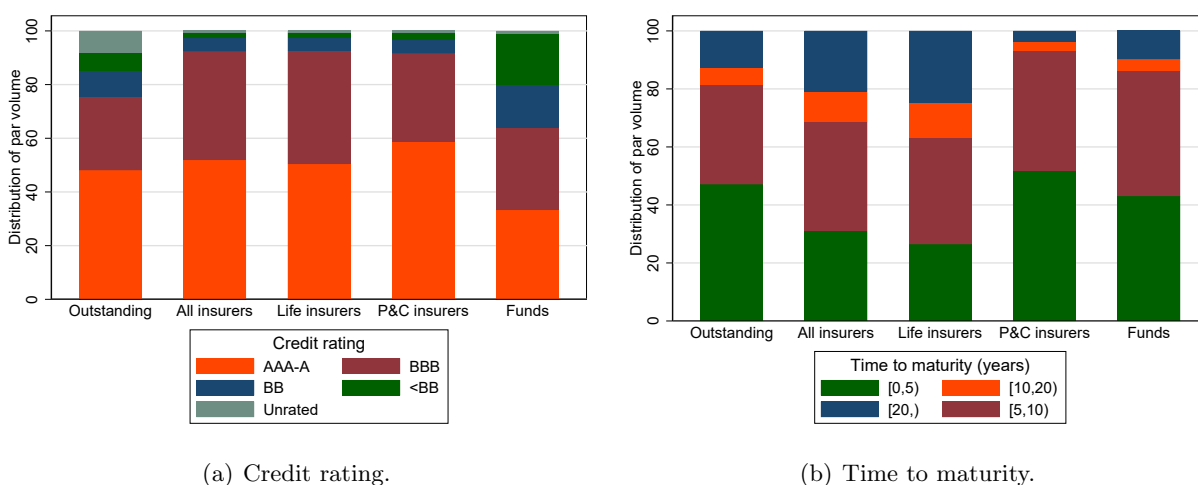 Distribution of par volume
100
80
60
40
20
0
Outstanding All insurers Life insurers P&C insurers Funds
Credit rating
AAA-A BBB
BB <BB
Unrated
(a) Credit rating.
Distribution of par volume
100
80
60
40
20
0
Outstanding All insurers Life insurers P&C insurers Funds
Time to maturity (years)
[0,5) [10,20)
[20,) [5,10)
(b) Time to maturity.